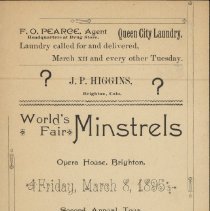 F. O. PEARCE, Agent Queen City Laundry.
Headquarters at Drug Store.
Laundry called for and delivered,
March xii and every other Tuesday.
? J. P. HIGGINS. ?
Brighton, Colo.
World's Fair Minstrels
Opera House, Brighton.
Friday, March 8, 1895
Second Annual Tour